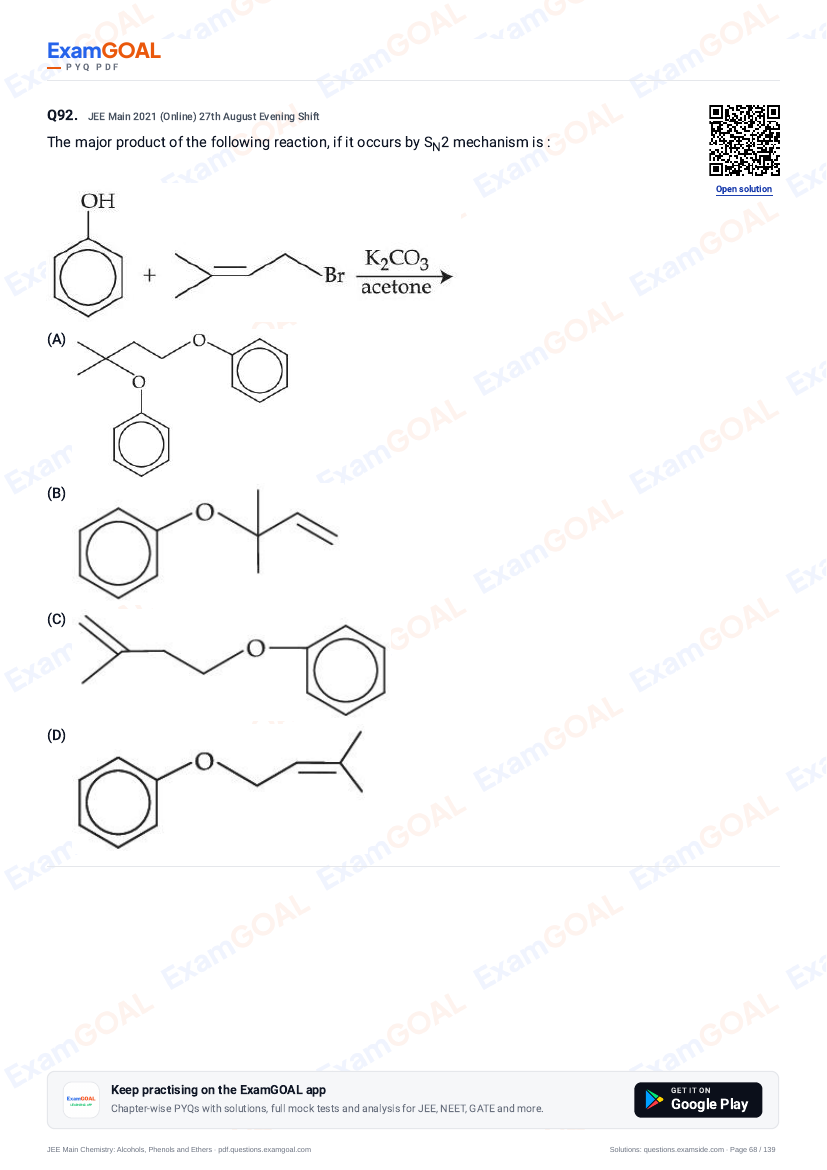 ExamGOAL
PYQ PDF
Q92. JEE Main 2021 (Online) 27th August Evening Shift
The major product of the following reaction, if it occurs by S_N2 mechanism is :
Open solution
OH
+
Br
K₂CO₃
acetone
(A)
O
O
(B)
O
(C)
O
(D)
O
Keep practising on the ExamGOAL app
Chapter-wise PYQs with solutions, full mock tests and analysis for JEE, NEET, GATE and more.
ExamGOAL
GET IT ON
Google Play
JEE Main Chemistry: Alcohols, Phenols and Ethers · pdf.questions.examgoal.com
Solutions: questions.examside.com · Page 68 / 139